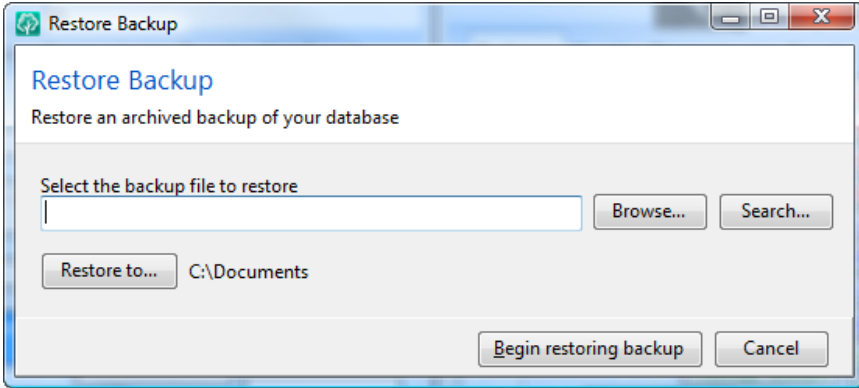 Restore Backup
Restore Backup
Restore an archived backup of your database
Select the backup file to restore
Browse... Search...
Restore to... C:\Documents
Begin restoring backup Cancel